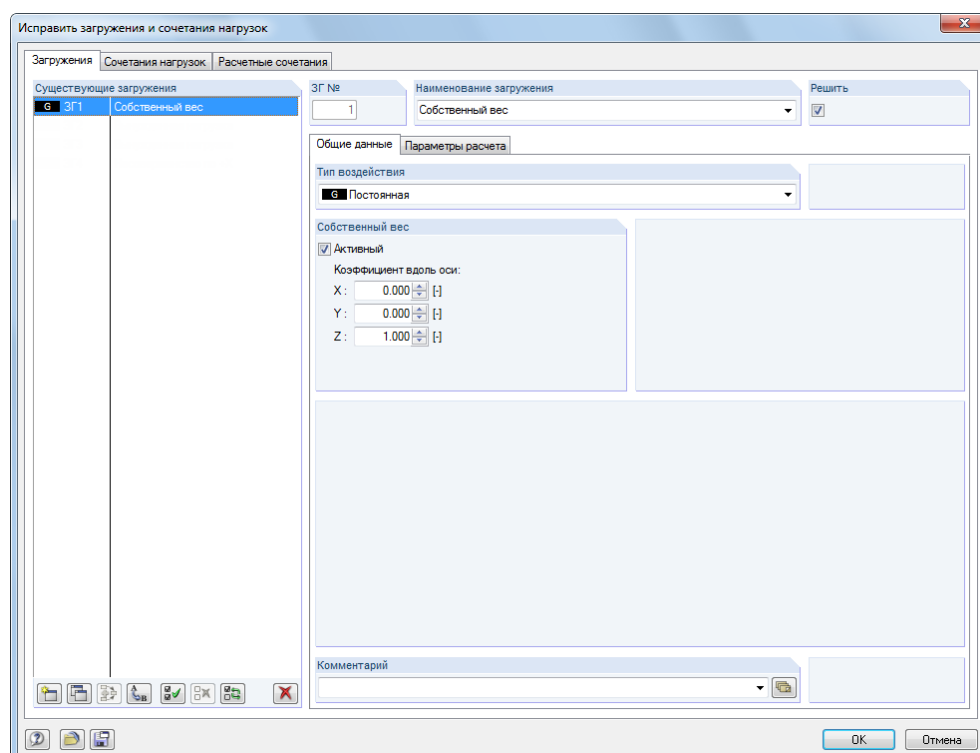 Исправить загружения и сочетания нагрузок
Загружения Сочетания нагрузок Расчетные сочетания
Существующие загружения
G ЗГ1 Собственный вес
ЗГ №
1
Наименование загружения
Собственный вес
Решить
Общие данные Параметры расчета
Тип воздействия
G Постоянная
Собственный вес
Активный
Коэффициент вдоль оси:
X : 0.000 [-]
Y : 0.000 [-]
Z : 1.000 [-]
Комментарий
OK Отмена